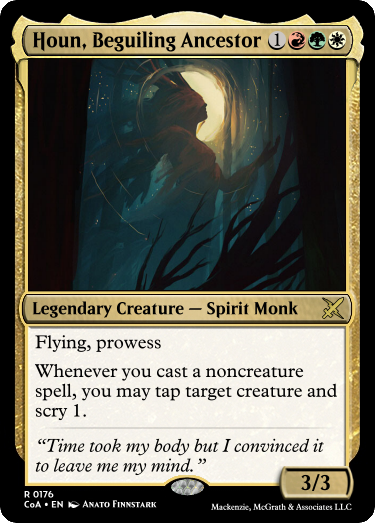 Houn, Beguiling Ancestor 1
Legendary Creature — Spirit Monk
Flying, prowess
Whenever you cast a noncreature
spell, you may tap target creature and
scry 1.
“Time took my body but I convinced it
to leave me my mind.”
3/3
R 0176
CoA • EN Anato Finnstark
Mackenzie, McGrath & Associates LLC